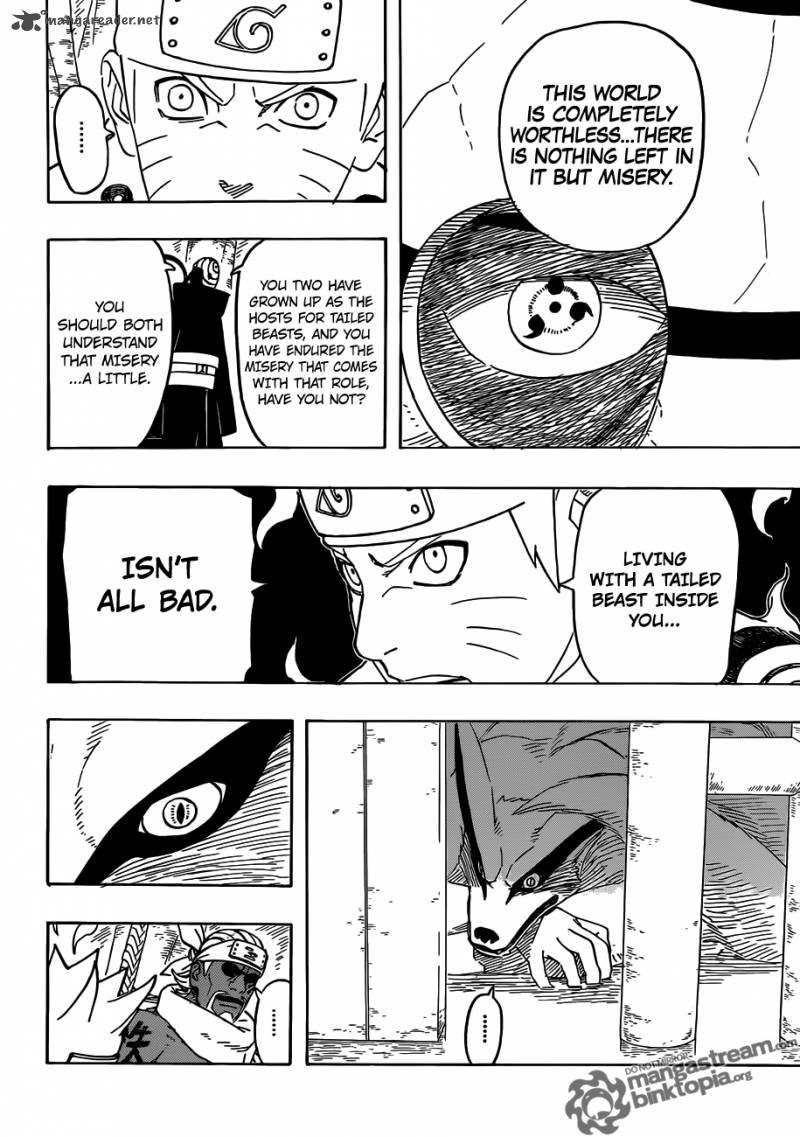 mangareader.net
THIS WORLD
IS COMPLETELY
WORTHLESS...THERE
IS NOTHING LEFT IN
IT BUT MISERY.
........
YOU TWO HAVE
GROWN UP AS THE
HOSTS FOR TAILED
BEASTS, AND YOU
HAVE ENDURED THE
MISERY THAT COMES
WITH THAT ROLE,
HAVE YOU NOT?
YOU
SHOULD BOTH
UNDERSTAND
THAT MISERY
...A LITTLE.
LIVING
WITH A TAILED
BEAST INSIDE
YOU...
ISN'T
ALL BAD.
........
........
DO NOT MIRROR
mangastream.com
binktopia.org